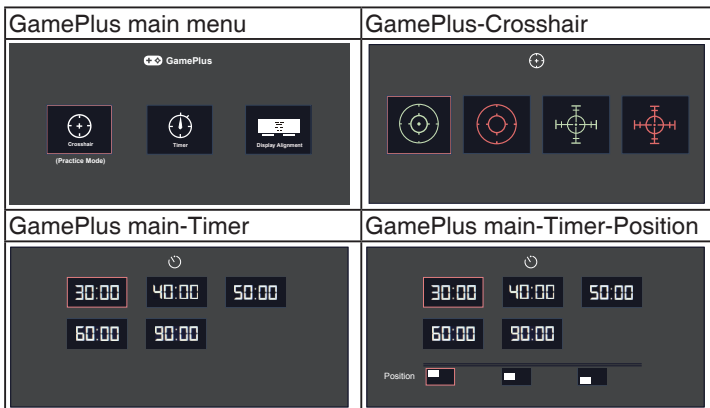 GamePlus main menu
GamePlus-Crosshair
GamePlus
Crosshair
Timer
Display Alignment
(Practice Mode)
GamePlus main-Timer
GamePlus main-Timer-Position
30:00 40:00 50:00
60:00 90:00
30:00 40:00 50:00
60:00 90:00
Position